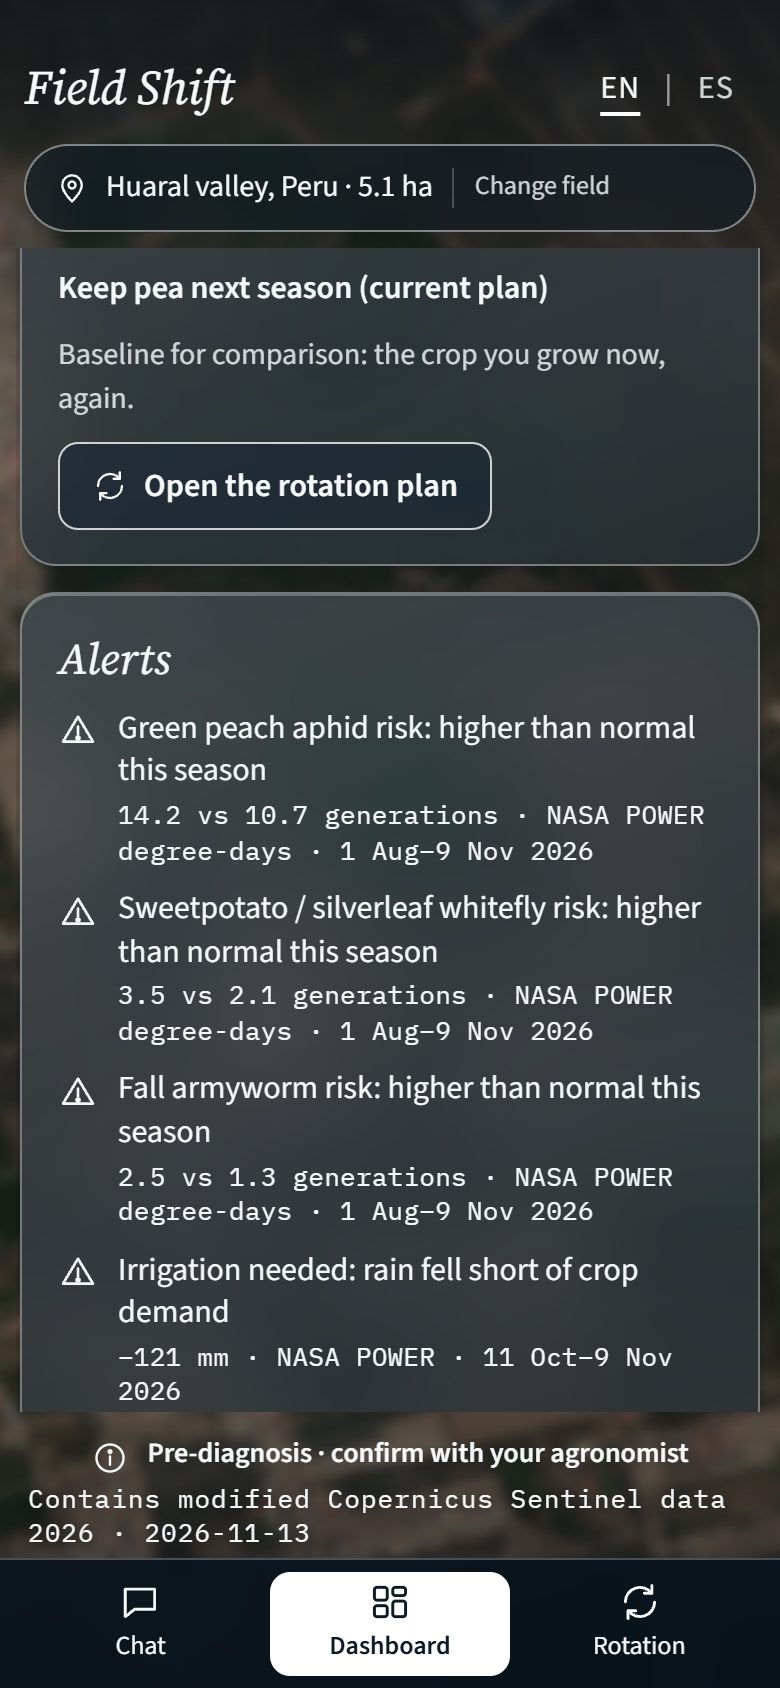 Field Shift
EN | ES
Huaral valley, Peru · 5.1 ha | Change field
Keep pea next season (current plan)
Baseline for comparison: the crop you grow now,
again.
Open the rotation plan
Alerts
Green peach aphid risk: higher than normal
this season
14.2 vs 10.7 generations · NASA POWER
degree-days · 1 Aug–9 Nov 2026
Sweetpotato / silverleaf whitefly risk: higher
than normal this season
3.5 vs 2.1 generations · NASA POWER
degree-days · 1 Aug–9 Nov 2026
Fall armyworm risk: higher than normal this
season
2.5 vs 1.3 generations · NASA POWER
degree-days · 1 Aug–9 Nov 2026
Irrigation needed: rain fell short of crop
demand
−121 mm · NASA POWER · 11 Oct–9 Nov
2026
Pre-diagnosis · confirm with your agronomist
Contains modified Copernicus Sentinel data
2026 · 2026-11-13
Chat
Dashboard
Rotation